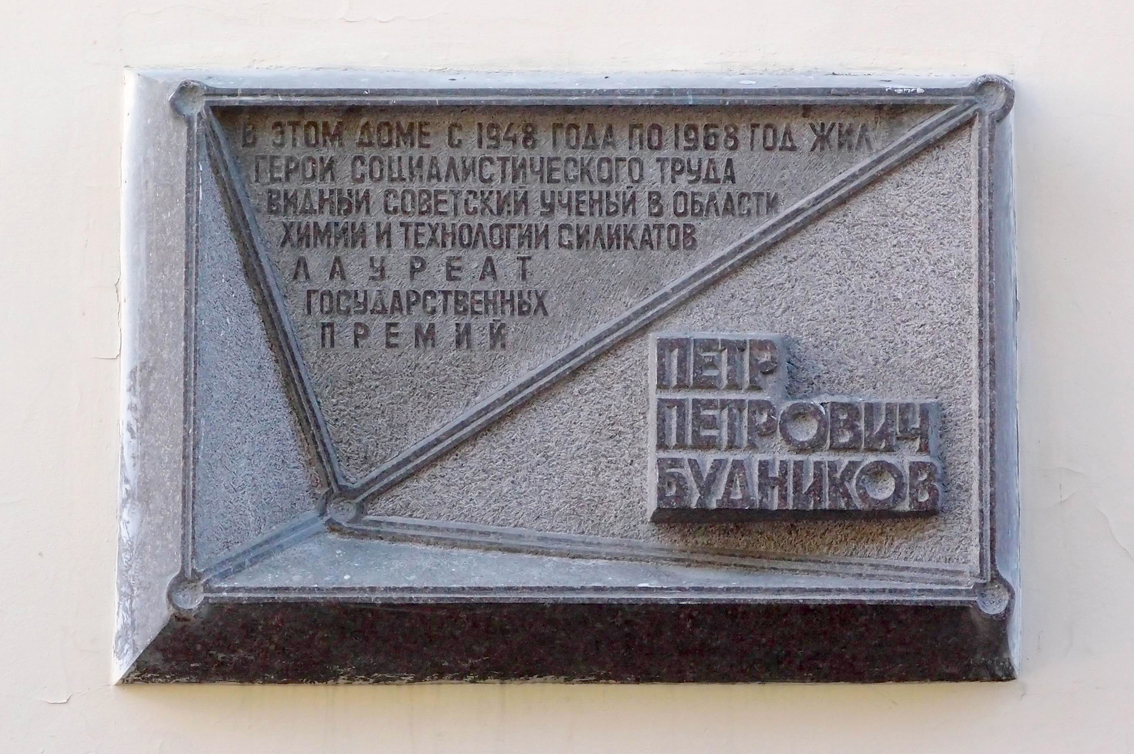 В ЭТОМ ДОМЕ С 1948 ГОДА ПО 1968 ГОД ЖИЛ
ГЕРОЙ СОЦИАЛИСТИЧЕСКОГО ТРУДА
ВИДНЫЙ СОВЕТСКИЙ УЧЕНЫЙ В ОБЛАСТИ
ХИМИИ И ТЕХНОЛОГИИ СИЛИКАТОВ
ЛАУРЕАТ
ГОСУДАРСТВЕННЫХ
ПРЕМИЙ
ПЕТР
ПЕТРОВИЧ
БУДНИКОВ